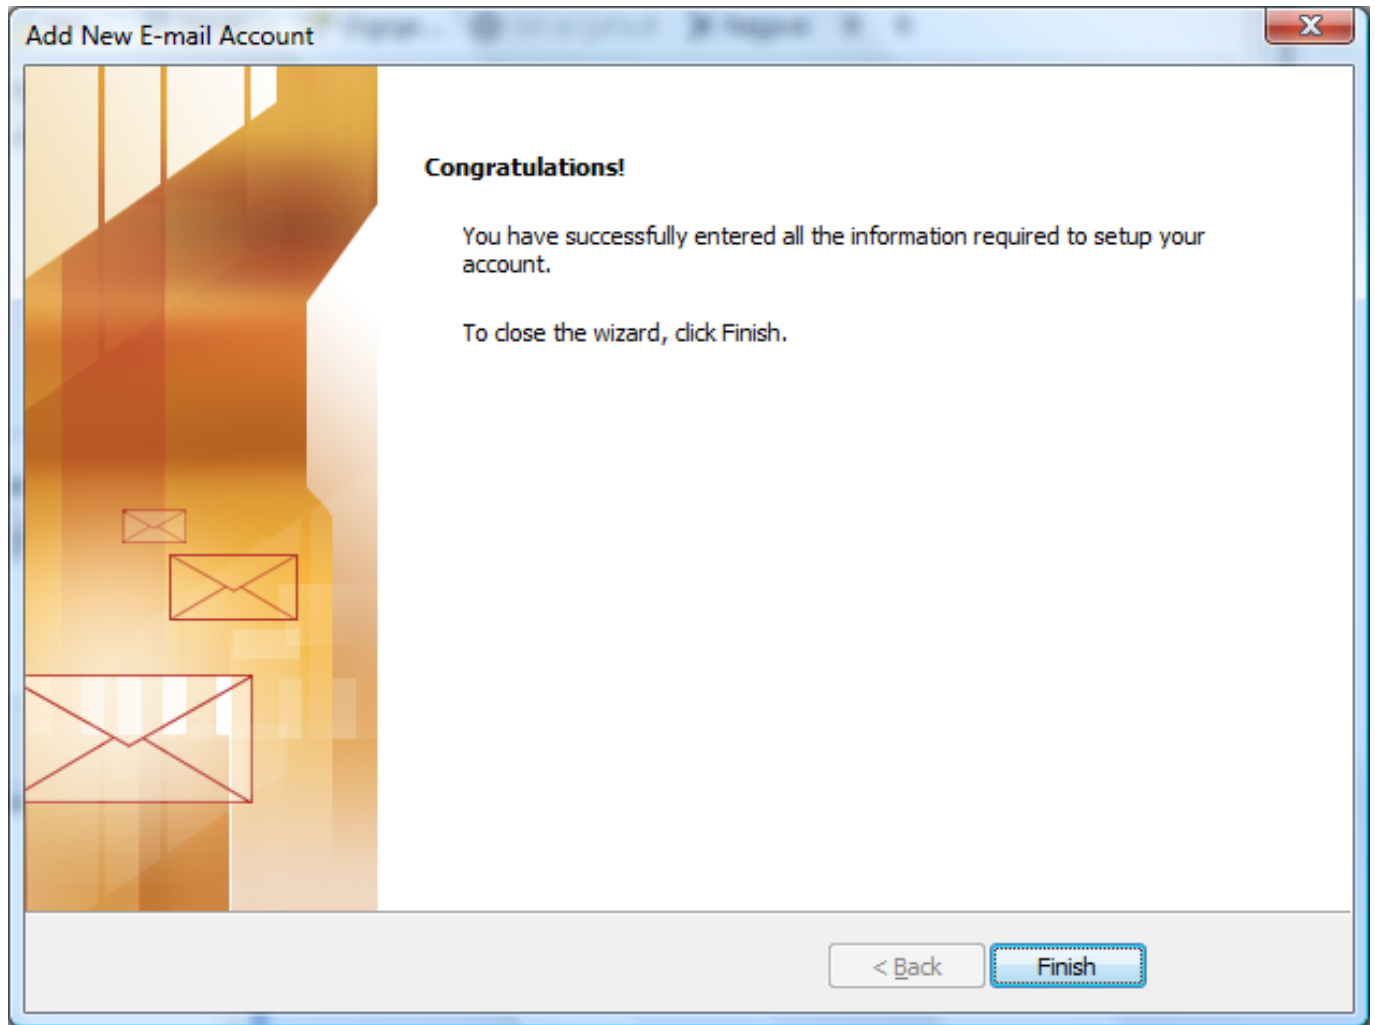 Add New E-mail Account
Congratulations!
You have successfully entered all the information required to setup your
account.
To close the wizard, click Finish.
< Back
Finish